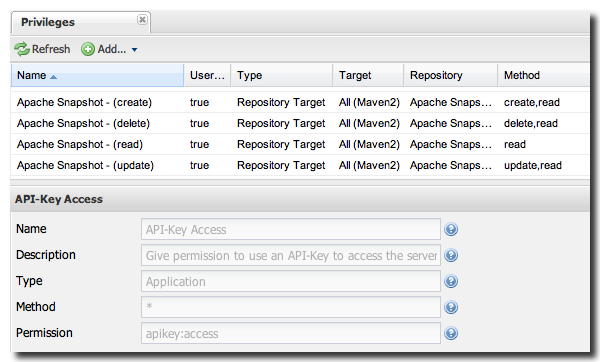 Privileges
Refresh Add...
Name User... Type Target Repository Method
Apache Snapshot - (create) true Repository Target All (Maven2) Apache Snaps... create,read
Apache Snapshot - (delete) true Repository Target All (Maven2) Apache Snaps... delete,read
Apache Snapshot - (read) true Repository Target All (Maven2) Apache Snaps... read
Apache Snapshot - (update) true Repository Target All (Maven2) Apache Snaps... update,read
API-Key Access
Name API-Key Access
Description Give permission to use an API-Key to access the server
Type Application
Method *
Permission apikey:access